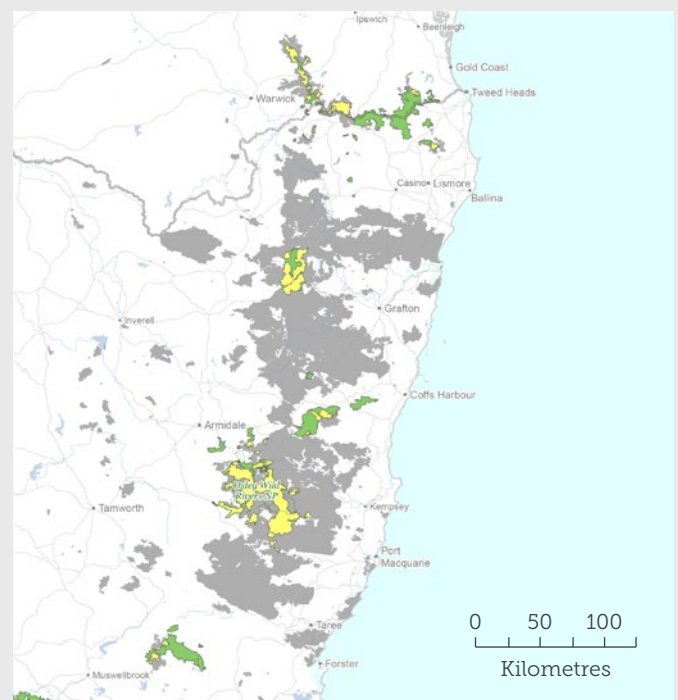 Ipswich
Beenleigh
Gold Coast
Warwick
Tweed Heads
Casino
Lismore
Ballina
Inverell
Grafton
Coffs Harbour
Armidale
Oxley Wild
Rivers NP
Tamworth
Kempsey
Port
Macquarie
Taree
Muswellbrook
Forster
0 50 100
Kilometres